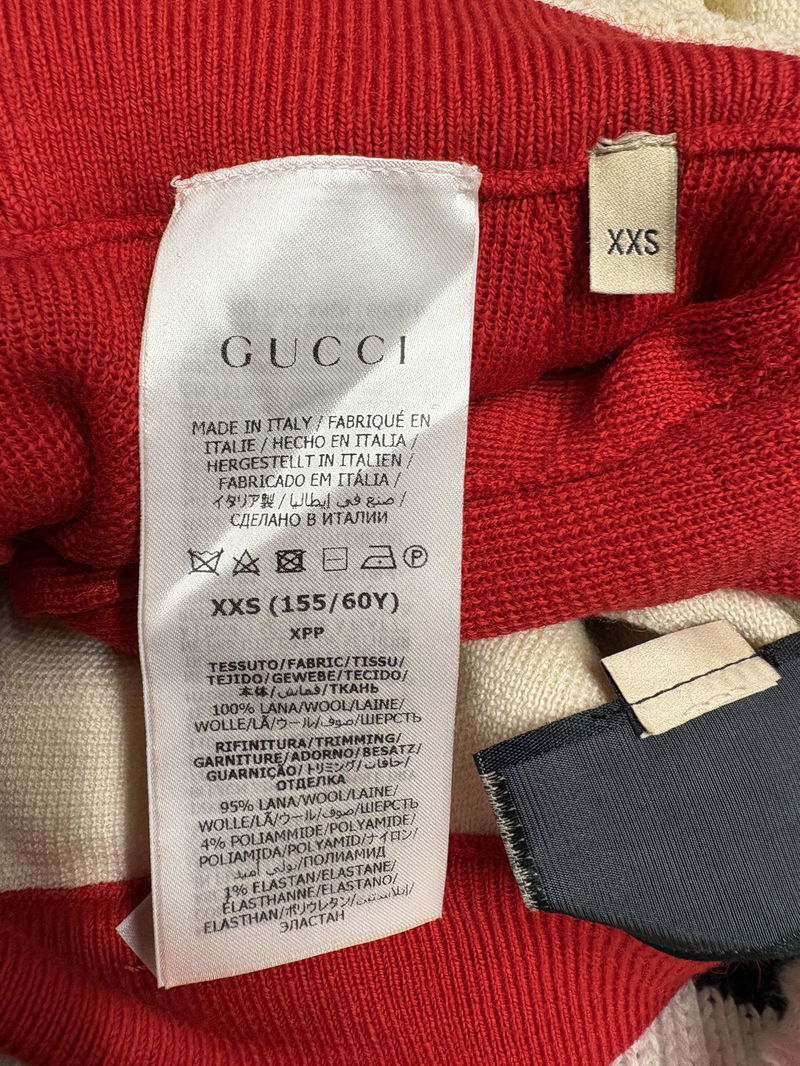 XXS
GUCCI
MADE IN ITALY / FABRIQUÉ EN
ITALIE / HECHO EN ITALIA /
HERGESTELLT IN ITALIEN /
FABRICADO EM ITÁLIA /
イタリア製 / صنع في إيطاليا /
СДЕЛАНО В ИТАЛИИ
P
XXS (155/60Y)
XPP
TESSUTO/FABRIC/TISSU/
TEJIDO/GEWEBE/TECIDO/
本体/قماش/ТКАНЬ
100% LANA/WOOL/LAINE/
WOLLE/LÃ/ウール/صوف/ШЕРСТЬ
RIFINITURA/TRIMMING/
GARNITURE/ADORNO/BESATZ/
GUARNIÇÃO/トリミング/حافات/
ОТДЕЛКА
95% LANA/WOOL/LAINE/
WOLLE/LÃ/ウール/صوف/ШЕРСТЬ
4% POLIAMMIDE/POLYAMIDE/
POLIAMIDA/POLYAMID/ナイロン/
بولي أميد/ПОЛИАМИД
1% ELASTAN/ELASTANE/
ÉLASTHANNE/ELASTANO/
ELASTHAN/ポリウレタン/إيلاستين/
ЭЛАСТАН